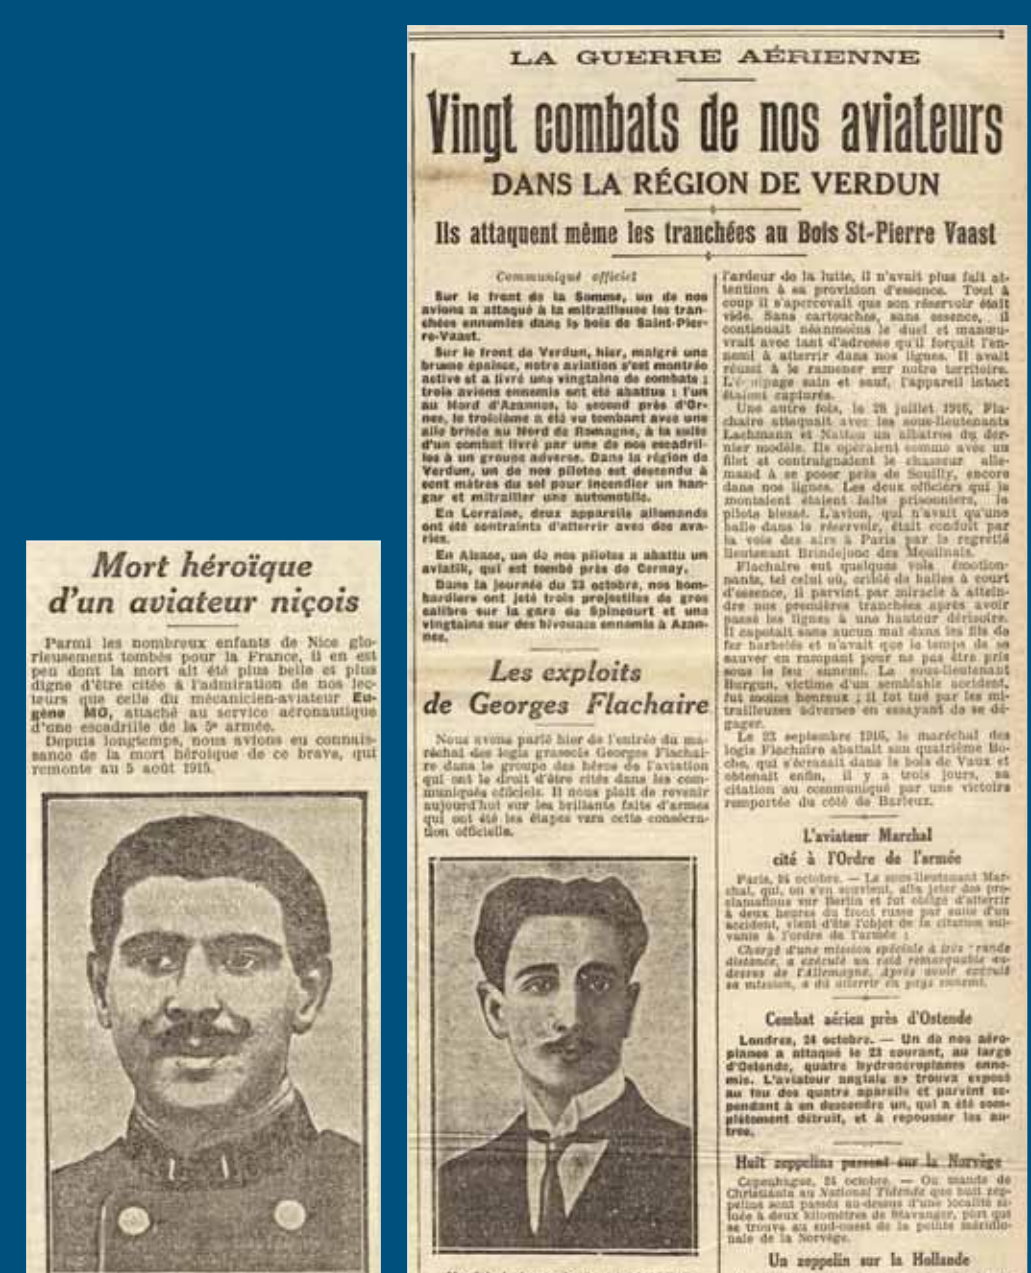 Mort héroïque
d'un aviateur niçois
Parmi les nombreux enfants de Nice glo-
rieusement tombés pour la France, il en est
peu dont la mort ait été plus belle et plus
digne d'être citée à l'admiration de nos lec-
teurs que celle du mécanicien-aviateur Eu-
gène MO, attaché au service aéronautique
d'une escadrille de la 5e armée.
Depuis longtemps, nous avions eu connais-
sance de la mort héroïque de ce brave, qui
remonte au 5 août 1915.
LA GUERRE AÉRIENNE
Vingt combats de nos aviateurs
DANS LA RÉGION DE VERDUN
Ils attaquent même les tranchées au Bois St-Pierre Vaast
Communiqué officiel
Sur le front de la Somme, un de nos
avions a attaqué à la mitrailleuse les tran-
chées ennemies dans le bois de Saint-Pier-
re-Vaast.
Sur le front de Verdun, hier, malgré une
brume épaisse, notre aviation s'est montrée
active et a livré une vingtaine de combats ;
trois avions ennemis ont été abattus : l'un
au Nord d'Azannes, le second près d'Or-
nes, le troisième a été vu tombant avec une
aile brisée au Nord de Romagne, à la suite
d'un combat livré par une de nos escadril-
les à un groupe adverse. Dans la région de
Verdun, un de nos pilotes est descendu à
cent mètres du sol pour incendier un han-
gar et mitrailler une automobile.
En Lorraine, deux appareils allemands
ont été contraints d'atterrir avec des ava-
ries.
En Alsace, un de nos pilotes a abattu un
aviatik, qui est tombé près de Cernay.
Dans la journée du 23 octobre, nos bom-
bardiers ont jeté trois projectiles de gros
calibre sur la gare de Spincourt et une
vingtaine sur des bivouacs ennemis à Azan-
nes.
Les exploits
de Georges Flachaire
Nous avons parlé hier de l'entrée du ma-
réchal des logis grassois Georges Flachai-
re dans le groupe des héros de l'aviation
qui ont le droit d'être cités dans les com-
muniqués officiels. Il nous plait de revenir
aujourd'hui sur les brillants faits d'armes
qui ont été les étapes vers cette consécra-
tion officielle.
l'ardeur de la lutte, il n'avait plus fait at-
tention à sa provision d'essence. Tout à
coup il s'apercevait que son réservoir était
vide. Sans cartouches, sans essence, il
continuait néanmoins le duel et manœu-
vrait avec tant d'adresse qu'il forçait l'en-
nemi à atterrir dans nos lignes. Il avait
réussi à le ramener sur notre territoire.
L'équipage sain et sauf, l'appareil intact
étaient capturés.
Une autre fois, le 28 juillet 1916, Fla-
chaire attaquait avec les sous-lieutenants
Lachmann et un albatros du der-
nier modèle. Ils opéraient comme avec un
filet et contraignaient le chasseur alle-
mand à se poser près de Souilly, encore
dans nos lignes. Les deux officiers qui le
montaient étaient faits prisonniers, le
pilote blessé. L'avion, qui n'avait qu'une
balle dans le réservoir, était conduit par
la voie des airs à Paris par le regretté
lieutenant Brindejonc des Moulinais.
Flachaire eut quelques vols émotion-
nants, tel celui où, criblé de balles à court
d'essence, il parvint par miracle à attein-
dre nos premières tranchées après avoir
passé les lignes à une hauteur dérisoire.
Il capotait sans aucun mal dans les fils de
fer barbelés et n'avait que le temps de se
sauver en rampant pour ne pas être pris
sous le feu ennemi. Le sous-lieutenant
Burgun, victime d'un semblable accident,
fut moins heureux ; il fut tué par les mi-
trailleuses adverses en essayant de se dé-
gager.
Le 23 septembre 1916, le maréchal des
logis Flachaire abattait son quatrième Bo-
che, qui s'écrasait dans le bois de Vaux et
obtenait enfin, il y a trois jours, sa
citation au communiqué par une victoire
remportée du côté de Barleux.
L'aviateur Marchal
cité à l'Ordre de l'armée
Paris, 24 octobre. — Le sous-lieutenant Mar-
chal, qui, on s'en souvient, alla jeter des pro-
clamations sur Berlin et fut obligé d'atterrir
à deux heures du front russe par suite d'un
accident, vient d'être l'objet de la citation sui-
vante à l'ordre de l'armée :
Chargé d'une mission spéciale à très grande
distance, a exécuté un raid remarquable au-
dessus de l'Allemagne. Après avoir exécuté
sa mission, a dû atterrir en pays ennemi.
Combat aérien près d'Ostende
Londres, 24 octobre. — Un de nos aéro-
planes a attaqué le 23 courant, au large
d'Ostende, quatre hydroaéroplanes enne-
mis. L'aviateur anglais se trouva exposé
au feu des quatre appareils et parvint ce-
pendant à en descendre un, qui a été com-
plètement détruit, et à repousser les au-
tres.
Huit zeppelins passent sur la Norvège
Copenhague, 24 octobre. — On mande de
Christiania au National Tidende que huit zep-
pelins sont passés au-dessus d'une localité si-
tuée à deux kilomètres de Stavanger, port qui
se trouve au sud-ouest de la pointe méridio-
nale de la Norvège.
Un zeppelin sur la Hollande